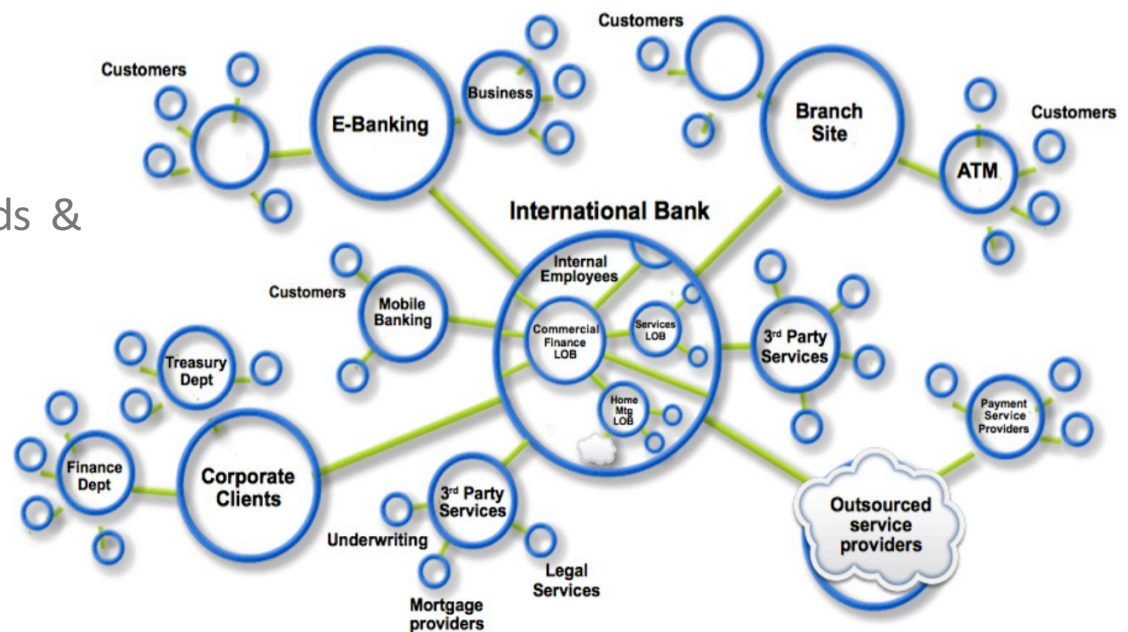 Customers
Customers
Customers
E-Banking
Business
Branch
Site
ATM
ds &
International Bank
Internal
Employees
Customers
Mobile
Banking
Commercial
Finance
LOB
Services
LOB
3rd Party
Services
Treasury
Dept
Home
Mtg
LOB
Payment
Service
Providers
Finance
Dept
Corporate
Clients
3rd Party
Services
Outsourced
service
providers
Underwriting
Legal
Services
Mortgage
providers